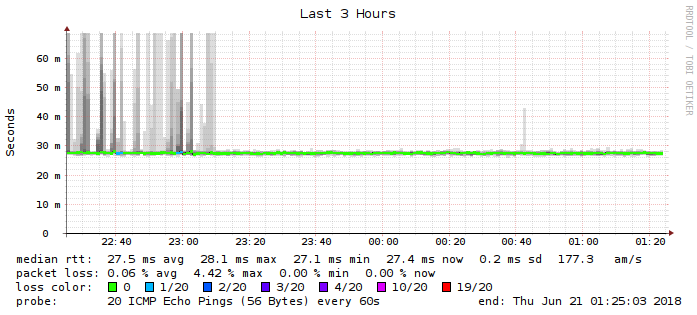 Last 3 Hours
RRDTOOL / TOBI OETIKER
Seconds
60 m
50 m
40 m
30 m
20 m
10 m
0
22:40 23:00 23:20 23:40 00:00 00:20 00:40 01:00 01:20
median rtt: 27.5 ms avg 28.1 ms max 27.1 ms min 27.4 ms now 0.2 ms sd 177.3 am/s
packet loss: 0.06 % avg 4.42 % max 0.00 % min 0.00 % now
loss color: 0 1/20 2/20 3/20 4/20 10/20 19/20
probe: 20 ICMP Echo Pings (56 Bytes) every 60s end: Thu Jun 21 01:25:03 2018